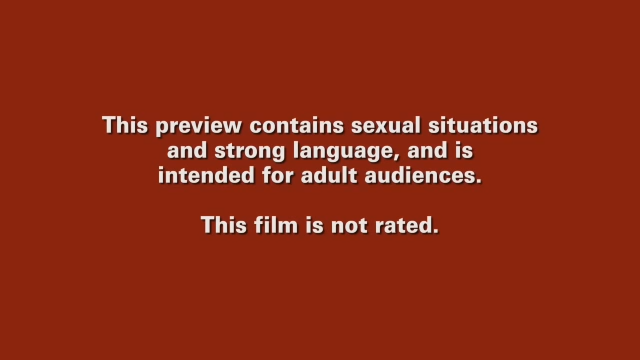 This preview contains sexual situations
and strong language, and is
intended for adult audiences.
This film is not rated.